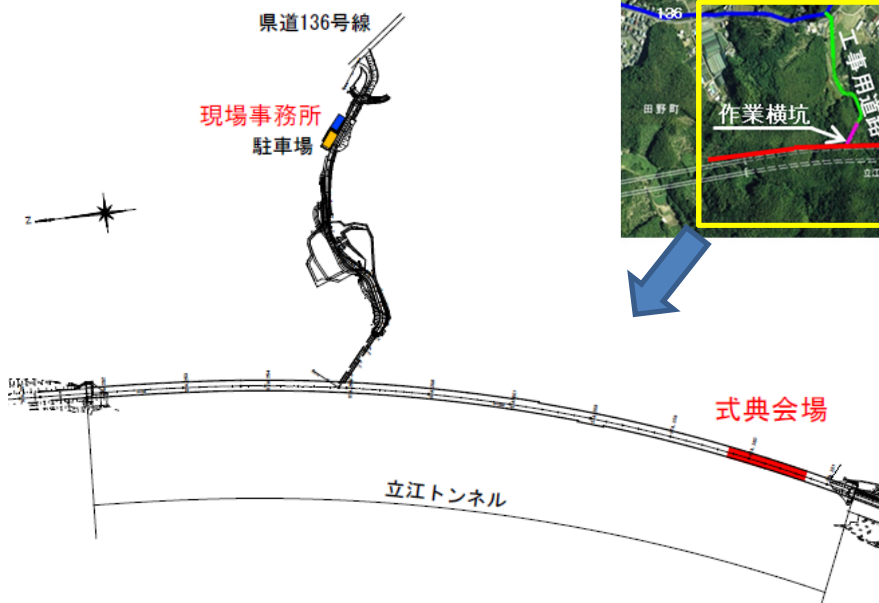 県道136号線
現場事務所
駐車場
Z
136
工事用道路
田野町
作業横坑
立江
式典会場
立江トンネル